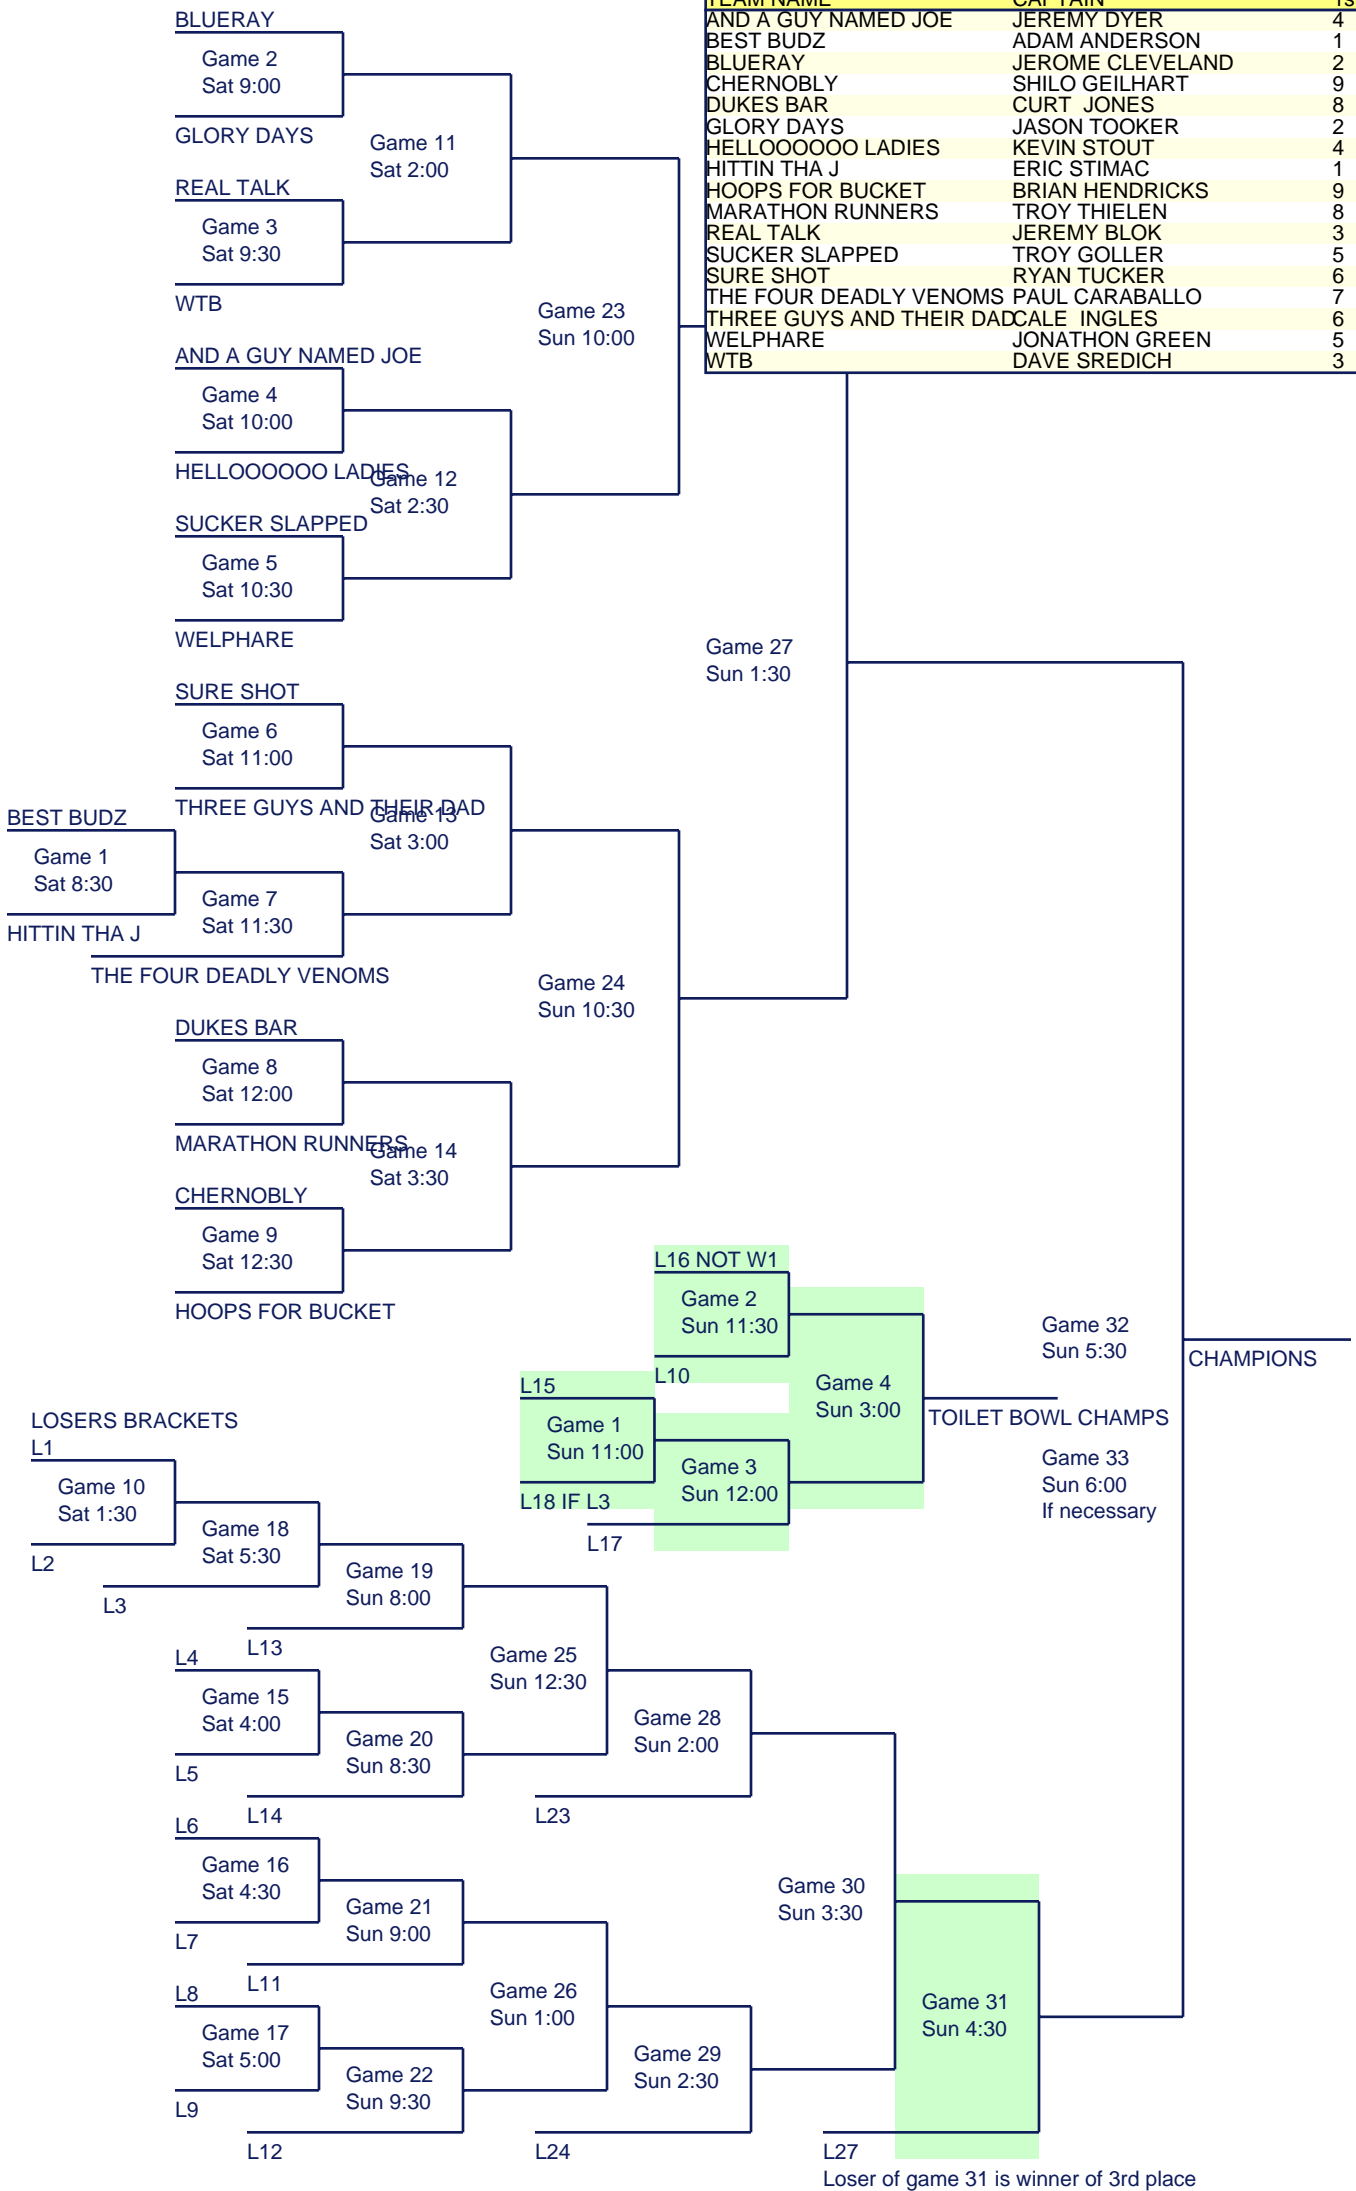 TEAM NAME CAPTAIN
AND A GUY NAMED JOE JEREMY DYER 4
BEST BUDZ ADAM ANDERSON 1
BLUERAY JEROME CLEVELAND 2
CHERNOBLY SHILO GEILHART 9
DUKES BAR CURT JONES 8
GLORY DAYS JASON TOOKER 2
HELLOOOOOO LADIES KEVIN STOUT 4
HITTIN THA J ERIC STIMAC 1
HOOPS FOR BUCKET BRIAN HENDRICKS 9
MARATHON RUNNERS TROY THIELEN 8
REAL TALK JEREMY BLOK 3
SUCKER SLAPPED TROY GOLLER 5
SURE SHOT RYAN TUCKER 6
THE FOUR DEADLY VENOMS PAUL CARABALLO 7
THREE GUYS AND THEIR DAD CALE INGLES 6
WELPHARE JONATHON GREEN 5
WTB DAVE SREDICH 3
BLUERAY
Game 2
Sat 9:00
GLORY DAYS
Game 11
Sat 2:00
REAL TALK
Game 3
Sat 9:30
WTB
Game 23
Sun 10:00
AND A GUY NAMED JOE
Game 4
Sat 10:00
HELLOOOOOO LADIES
Game 12
Sat 2:30
SUCKER SLAPPED
Game 5
Sat 10:30
WELPHARE
Game 27
Sun 1:30
SURE SHOT
Game 6
Sat 11:00
THREE GUYS AND THEIR DAD
Game 13
Sat 3:00
BEST BUDZ
Game 1
Sat 8:30
HITTIN THA J
Game 7
Sat 11:30
THE FOUR DEADLY VENOMS
Game 24
Sun 10:30
DUKES BAR
Game 8
Sat 12:00
MARATHON RUNNERS
Game 14
Sat 3:30
CHERNOBLY
Game 9
Sat 12:30
HOOPS FOR BUCKET
L16 NOT W1
Game 2
Sun 11:30
L10
Game 32
Sun 5:30
CHAMPIONS
L15
Game 1
Sun 11:00
L18 IF L3
Game 4
Sun 3:00
TOILET BOWL CHAMPS
Game 3
Sun 12:00
L17
Game 33
Sun 6:00
If necessary
LOSERS BRACKETS
L1
Game 10
Sat 1:30
L2
Game 18
Sat 5:30
L3
Game 19
Sun 8:00
L13
L4
Game 15
Sat 4:00
L5
Game 25
Sun 12:30
Game 20
Sun 8:30
L14
Game 28
Sun 2:00
L23
L6
Game 16
Sat 4:30
L7
Game 21
Sun 9:00
L11
Game 30
Sun 3:30
L8
Game 17
Sat 5:00
L9
Game 26
Sun 1:00
Game 22
Sun 9:30
L12
Game 29
Sun 2:30
L24
Game 31
Sun 4:30
L27
Loser of game 31 is winner of 3rd place